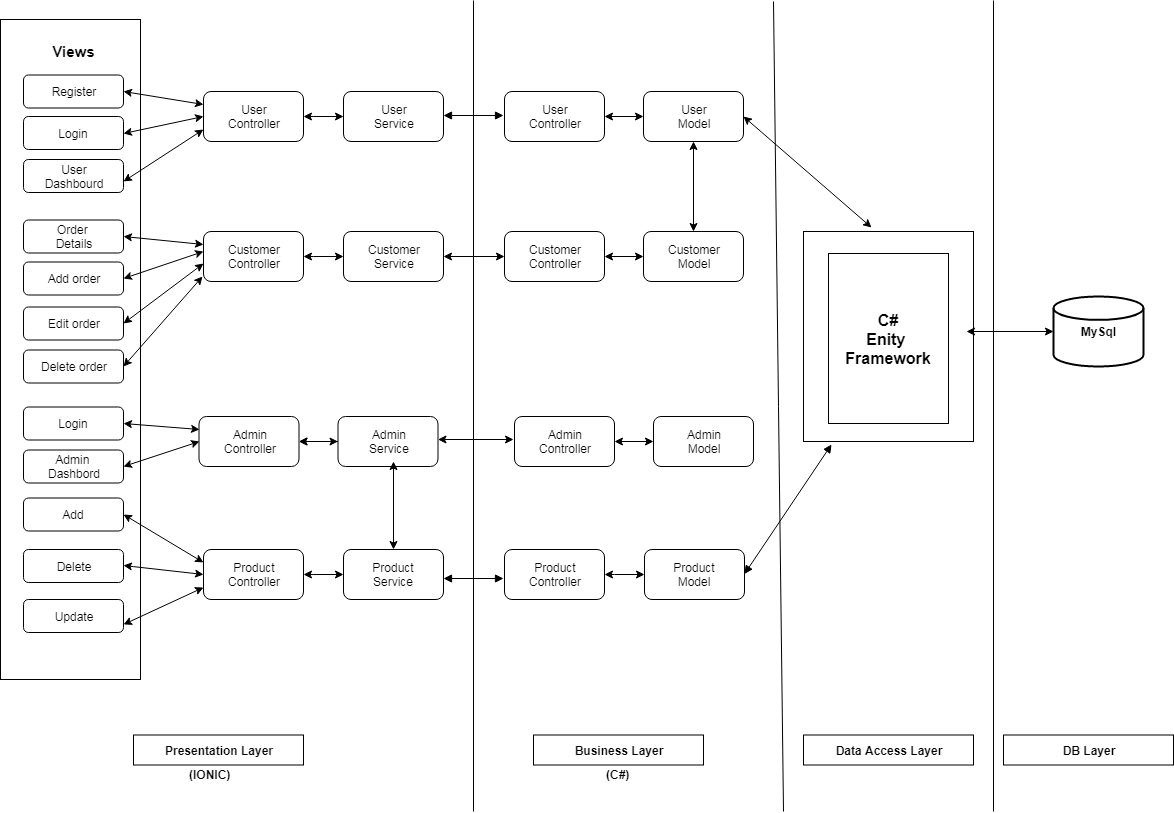 Views
Register
Login
User
Dashbourd
Order
Details
Add order
Edit order
Delete order
Login
Admin
Dashbord
Add
Delete
Update
User
Controller
User
Service
User
Controller
User
Model
Customer
Controller
Customer
Service
Customer
Controller
Customer
Model
Admin
Controller
Admin
Service
Admin
Controller
Admin
Model
Product
Controller
Product
Service
Product
Controller
Product
Model
C#
Enity
Framework
MySql
Presentation Layer
(IONIC)
Business Layer
(C#)
Data Access Layer
DB Layer